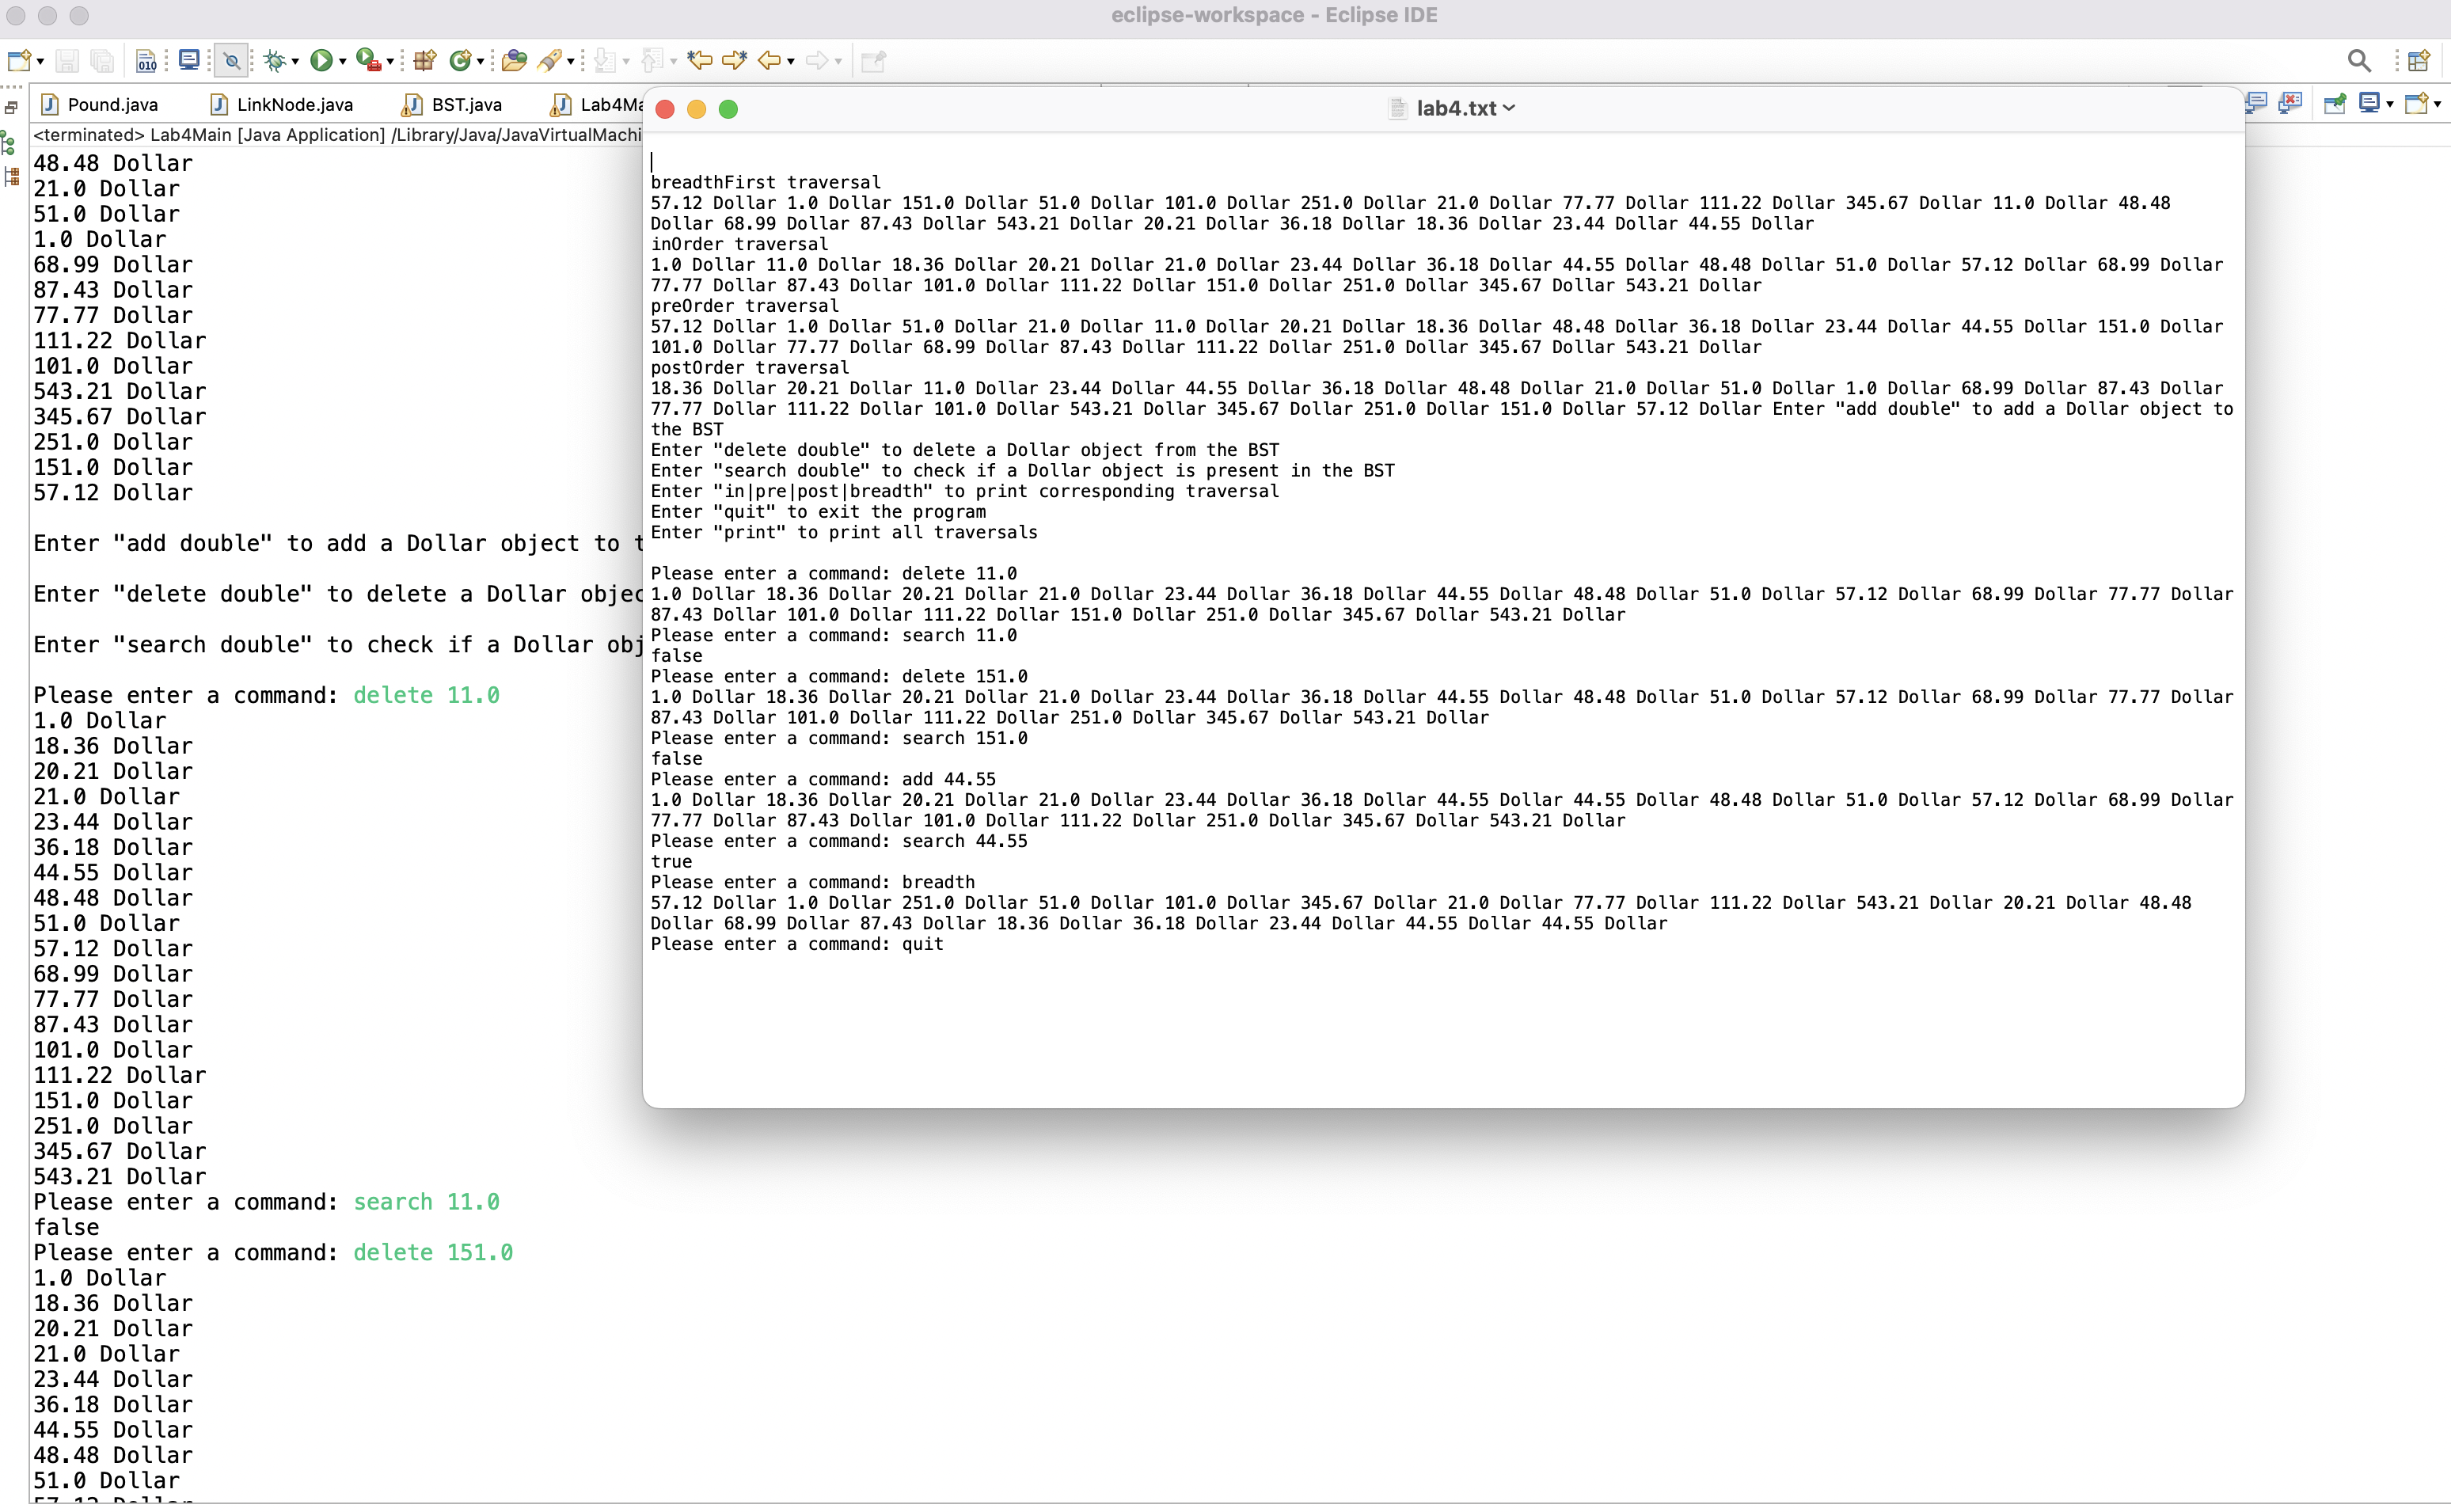 eclipse-workspace - Eclipse IDE
Pound.java
LinkNode.java
BST.java
Lab4Ma
<terminated> Lab4Main [Java Application] /Library/Java/JavaVirtualMachi
48.48 Dollar
21.0 Dollar
51.0 Dollar
1.0 Dollar
68.99 Dollar
87.43 Dollar
77.77 Dollar
111.22 Dollar
101.0 Dollar
543.21 Dollar
345.67 Dollar
251.0 Dollar
151.0 Dollar
57.12 Dollar
Enter "add double" to add a Dollar object to t
Enter "delete double" to delete a Dollar objec
Enter "search double" to check if a Dollar obj
Please enter a command: delete 11.0
1.0 Dollar
18.36 Dollar
20.21 Dollar
21.0 Dollar
23.44 Dollar
36.18 Dollar
44.55 Dollar
48.48 Dollar
51.0 Dollar
57.12 Dollar
68.99 Dollar
77.77 Dollar
87.43 Dollar
101.0 Dollar
111.22 Dollar
151.0 Dollar
251.0 Dollar
345.67 Dollar
543.21 Dollar
Please enter a command: search 11.0
false
Please enter a command: delete 151.0
1.0 Dollar
18.36 Dollar
20.21 Dollar
21.0 Dollar
23.44 Dollar
36.18 Dollar
44.55 Dollar
48.48 Dollar
51.0 Dollar
57.12 Dollar
lab4.txt
breadthFirst traversal
57.12 Dollar 1.0 Dollar 151.0 Dollar 51.0 Dollar 101.0 Dollar 251.0 Dollar 21.0 Dollar 77.77 Dollar 111.22 Dollar 345.67 Dollar 11.0 Dollar 48.48
Dollar 68.99 Dollar 87.43 Dollar 543.21 Dollar 20.21 Dollar 36.18 Dollar 18.36 Dollar 23.44 Dollar 44.55 Dollar
inOrder traversal
1.0 Dollar 11.0 Dollar 18.36 Dollar 20.21 Dollar 21.0 Dollar 23.44 Dollar 36.18 Dollar 44.55 Dollar 48.48 Dollar 51.0 Dollar 57.12 Dollar 68.99 Dollar
77.77 Dollar 87.43 Dollar 101.0 Dollar 111.22 Dollar 151.0 Dollar 251.0 Dollar 345.67 Dollar 543.21 Dollar
preOrder traversal
57.12 Dollar 1.0 Dollar 51.0 Dollar 21.0 Dollar 11.0 Dollar 20.21 Dollar 18.36 Dollar 48.48 Dollar 36.18 Dollar 23.44 Dollar 44.55 Dollar 151.0 Dollar
101.0 Dollar 77.77 Dollar 68.99 Dollar 87.43 Dollar 111.22 Dollar 251.0 Dollar 345.67 Dollar 543.21 Dollar
postOrder traversal
18.36 Dollar 20.21 Dollar 11.0 Dollar 23.44 Dollar 44.55 Dollar 36.18 Dollar 48.48 Dollar 21.0 Dollar 51.0 Dollar 1.0 Dollar 68.99 Dollar 87.43 Dollar
77.77 Dollar 111.22 Dollar 101.0 Dollar 543.21 Dollar 345.67 Dollar 251.0 Dollar 151.0 Dollar 57.12 Dollar Enter "add double" to add a Dollar object to
the BST
Enter "delete double" to delete a Dollar object from the BST
Enter "search double" to check if a Dollar object is present in the BST
Enter "in|pre|post|breadth" to print corresponding traversal
Enter "quit" to exit the program
Enter "print" to print all traversals
Please enter a command: delete 11.0
1.0 Dollar 18.36 Dollar 20.21 Dollar 21.0 Dollar 23.44 Dollar 36.18 Dollar 44.55 Dollar 48.48 Dollar 51.0 Dollar 57.12 Dollar 68.99 Dollar 77.77 Dollar
87.43 Dollar 101.0 Dollar 111.22 Dollar 151.0 Dollar 251.0 Dollar 345.67 Dollar 543.21 Dollar
Please enter a command: search 11.0
false
Please enter a command: delete 151.0
1.0 Dollar 18.36 Dollar 20.21 Dollar 21.0 Dollar 23.44 Dollar 36.18 Dollar 44.55 Dollar 48.48 Dollar 51.0 Dollar 57.12 Dollar 68.99 Dollar 77.77 Dollar
87.43 Dollar 101.0 Dollar 111.22 Dollar 251.0 Dollar 345.67 Dollar 543.21 Dollar
Please enter a command: search 151.0
false
Please enter a command: add 44.55
1.0 Dollar 18.36 Dollar 20.21 Dollar 21.0 Dollar 23.44 Dollar 36.18 Dollar 44.55 Dollar 44.55 Dollar 48.48 Dollar 51.0 Dollar 57.12 Dollar 68.99 Dollar
77.77 Dollar 87.43 Dollar 101.0 Dollar 111.22 Dollar 251.0 Dollar 345.67 Dollar 543.21 Dollar
Please enter a command: search 44.55
true
Please enter a command: breadth
57.12 Dollar 1.0 Dollar 251.0 Dollar 51.0 Dollar 101.0 Dollar 345.67 Dollar 21.0 Dollar 77.77 Dollar 111.22 Dollar 543.21 Dollar 20.21 Dollar 48.48
Dollar 68.99 Dollar 87.43 Dollar 18.36 Dollar 36.18 Dollar 23.44 Dollar 44.55 Dollar 44.55 Dollar
Please enter a command: quit